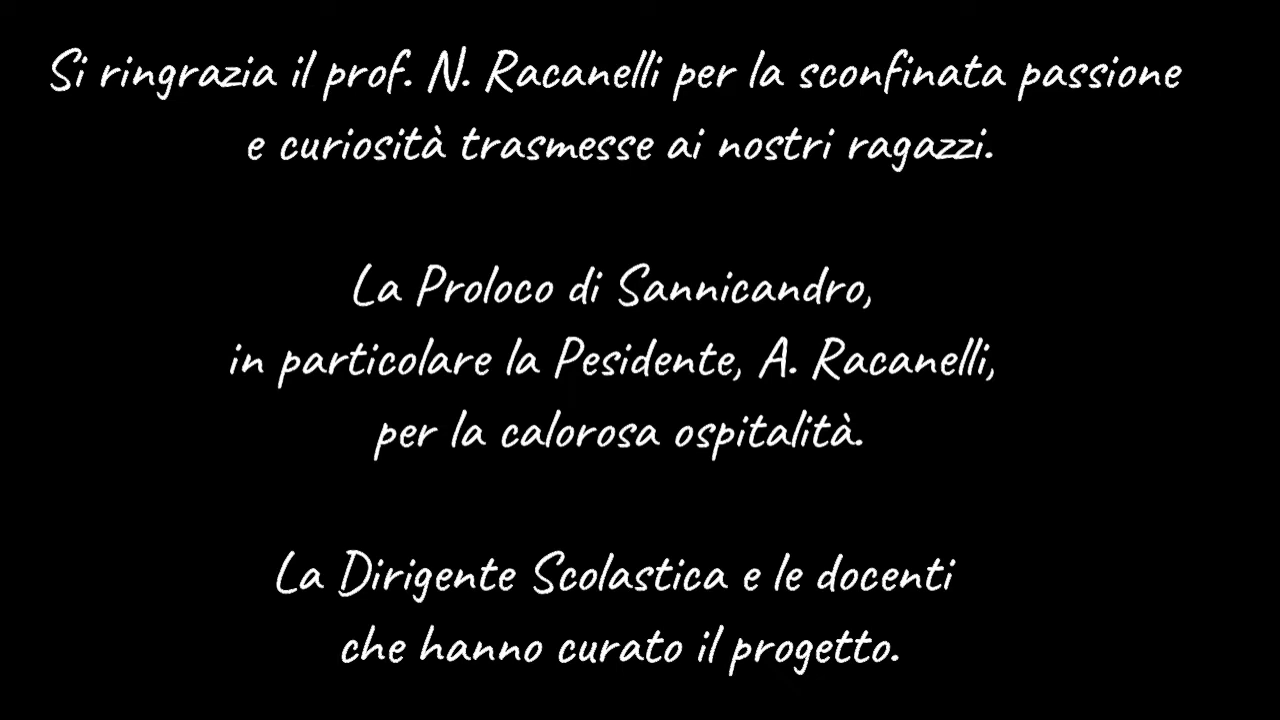 Si ringrazia il prof. N. Racanelli per la sconfinata passione
e curiosità trasmesse ai nostri ragazzi.
La Proloco di Sannicandro,
in particolare la Pesidente, A. Racanelli,
per la calorosa ospitalità.
La Dirigente Scolastica e le docenti
che hanno curato il progetto.